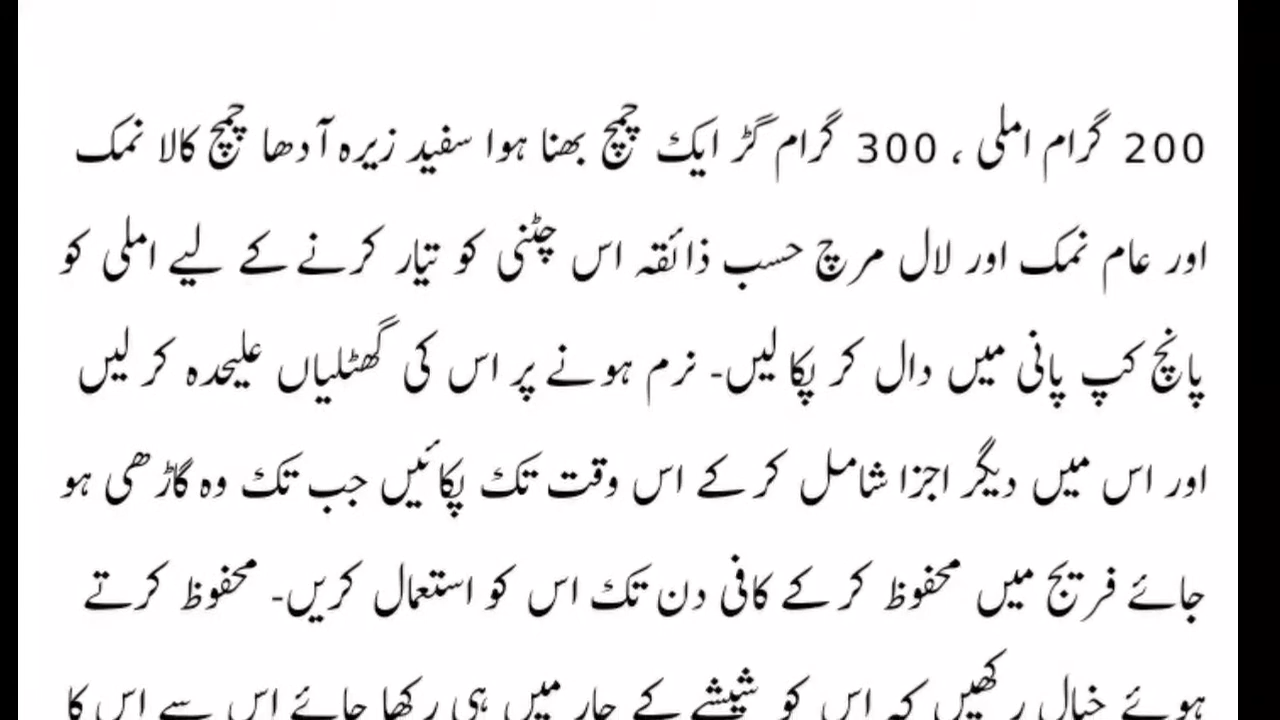 200 گرام املی ، 300 گرام گڑ ایک چمچ بھنا ہوا سفید زیرہ آدھا چمچ کالا نمک
اور عام نمک اور لال مرچ حسب ذائقہ اس چٹنی کو تیار کرنے کے لیے املی کو
پانچ کپ پانی میں دال کر پکا لیں۔ نرم ہونے پر اس کی گھٹلیاں علیحدہ کر لیں
اور اس میں دیگر اجزا شامل کر کے اس وقت تک پکائیں جب تک وہ گاڑھی ہو
جائے فریج میں محفوظ کر کے کافی دن تک اس کو استعمال کریں۔ محفوظ کرتے
ہوئے خیال رکھیں کہ اس کو شیشے کے جار میں ہی رکھا جائے اس سے اس کا